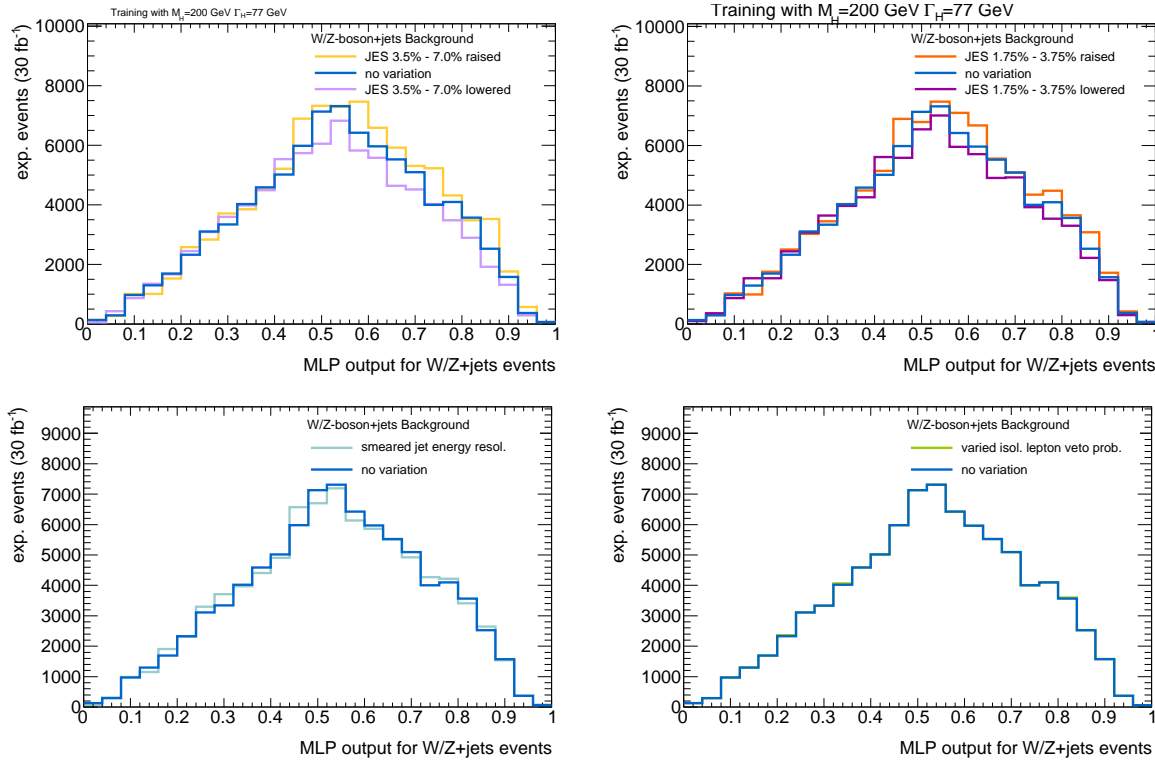 Training with M_H=200 GeV Γ_H=77 GeV
W/Z-boson+jets Background
JES 3.5% - 7.0% raised
no variation
JES 3.5% - 7.0% lowered
exp. events (30 fb⁻¹)
10000
8000
6000
4000
2000
0
0 0.1 0.2 0.3 0.4 0.5 0.6 0.7 0.8 0.9 1
MLP output for W/Z+jets events
Training with M_H=200 GeV Γ_H=77 GeV
W/Z-boson+jets Background
JES 1.75% - 3.75% raised
no variation
JES 1.75% - 3.75% lowered
exp. events (30 fb⁻¹)
10000
8000
6000
4000
2000
0
0 0.1 0.2 0.3 0.4 0.5 0.6 0.7 0.8 0.9 1
MLP output for W/Z+jets events
W/Z-boson+jets Background
smeared jet energy resol.
no variation
exp. events (30 fb⁻¹)
9000
8000
7000
6000
5000
4000
3000
2000
1000
0
0 0.1 0.2 0.3 0.4 0.5 0.6 0.7 0.8 0.9 1
MLP output for W/Z+jets events
W/Z-boson+jets Background
varied isol. lepton veto prob.
no variation
exp. events (30 fb⁻¹)
9000
8000
7000
6000
5000
4000
3000
2000
1000
0
0 0.1 0.2 0.3 0.4 0.5 0.6 0.7 0.8 0.9 1
MLP output for W/Z+jets events